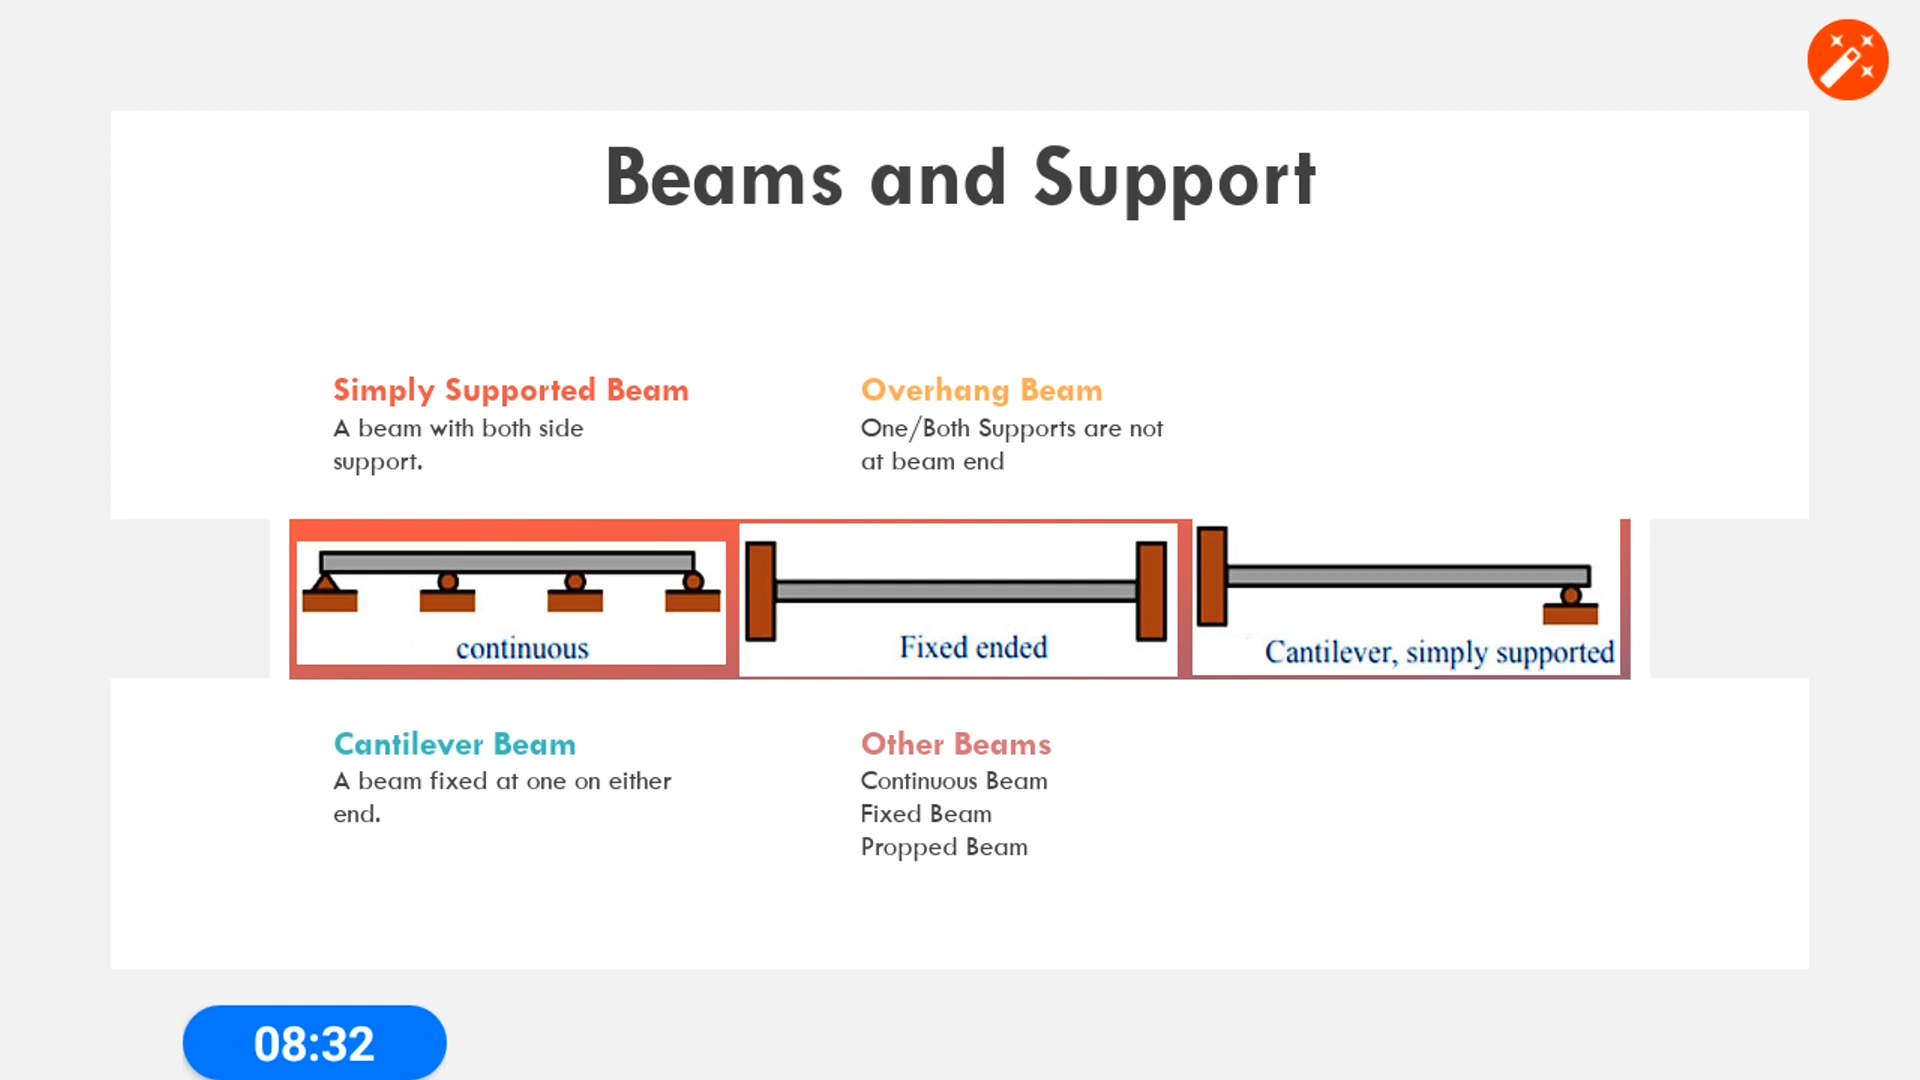 Beams and Support
Simply Supported Beam
A beam with both side
support.
Overhang Beam
One/Both Supports are not
at beam end
continuous
Fixed ended
Cantilever, simply supported
Cantilever Beam
A beam fixed at one on either
end.
Other Beams
Continuous Beam
Fixed Beam
Propped Beam
08:32